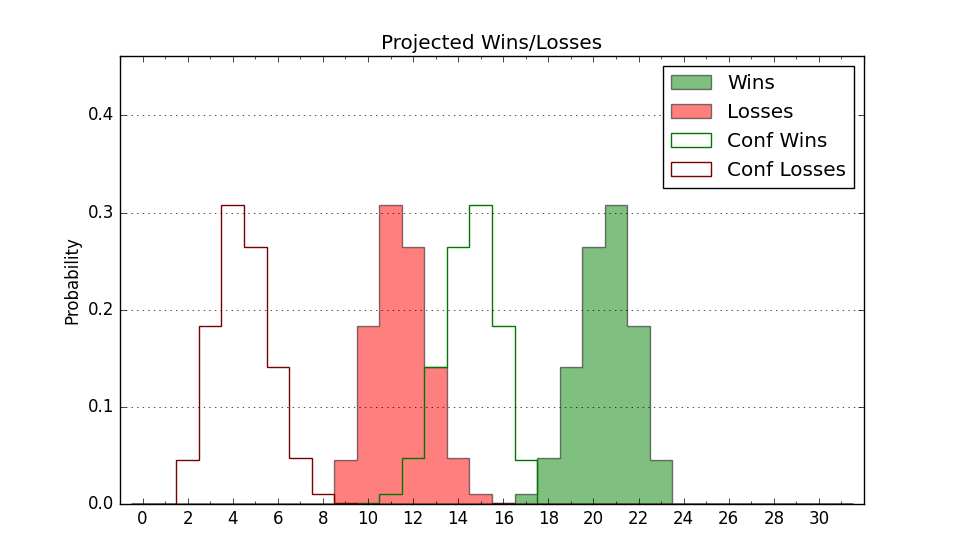 Projected Wins/Losses
Wins
Losses
Conf Wins
Conf Losses
Probability
0.4
0.3
0.2
0.1
0.0
0 2 4 6 8 10 12 14 16 18 20 22 24 26 28 30